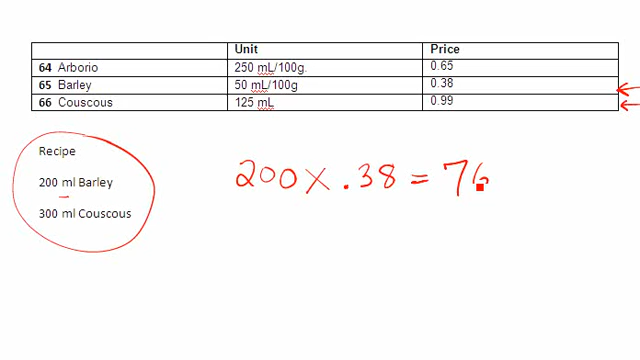 Unit Price
64 Arborio 250 mL/100g. 0.65
65 Barley 50 mL/100g 0.38
66 Couscous 125 mL 0.99
Recipe
200 ml Barley
300 ml Couscous
200 x .38 = 76